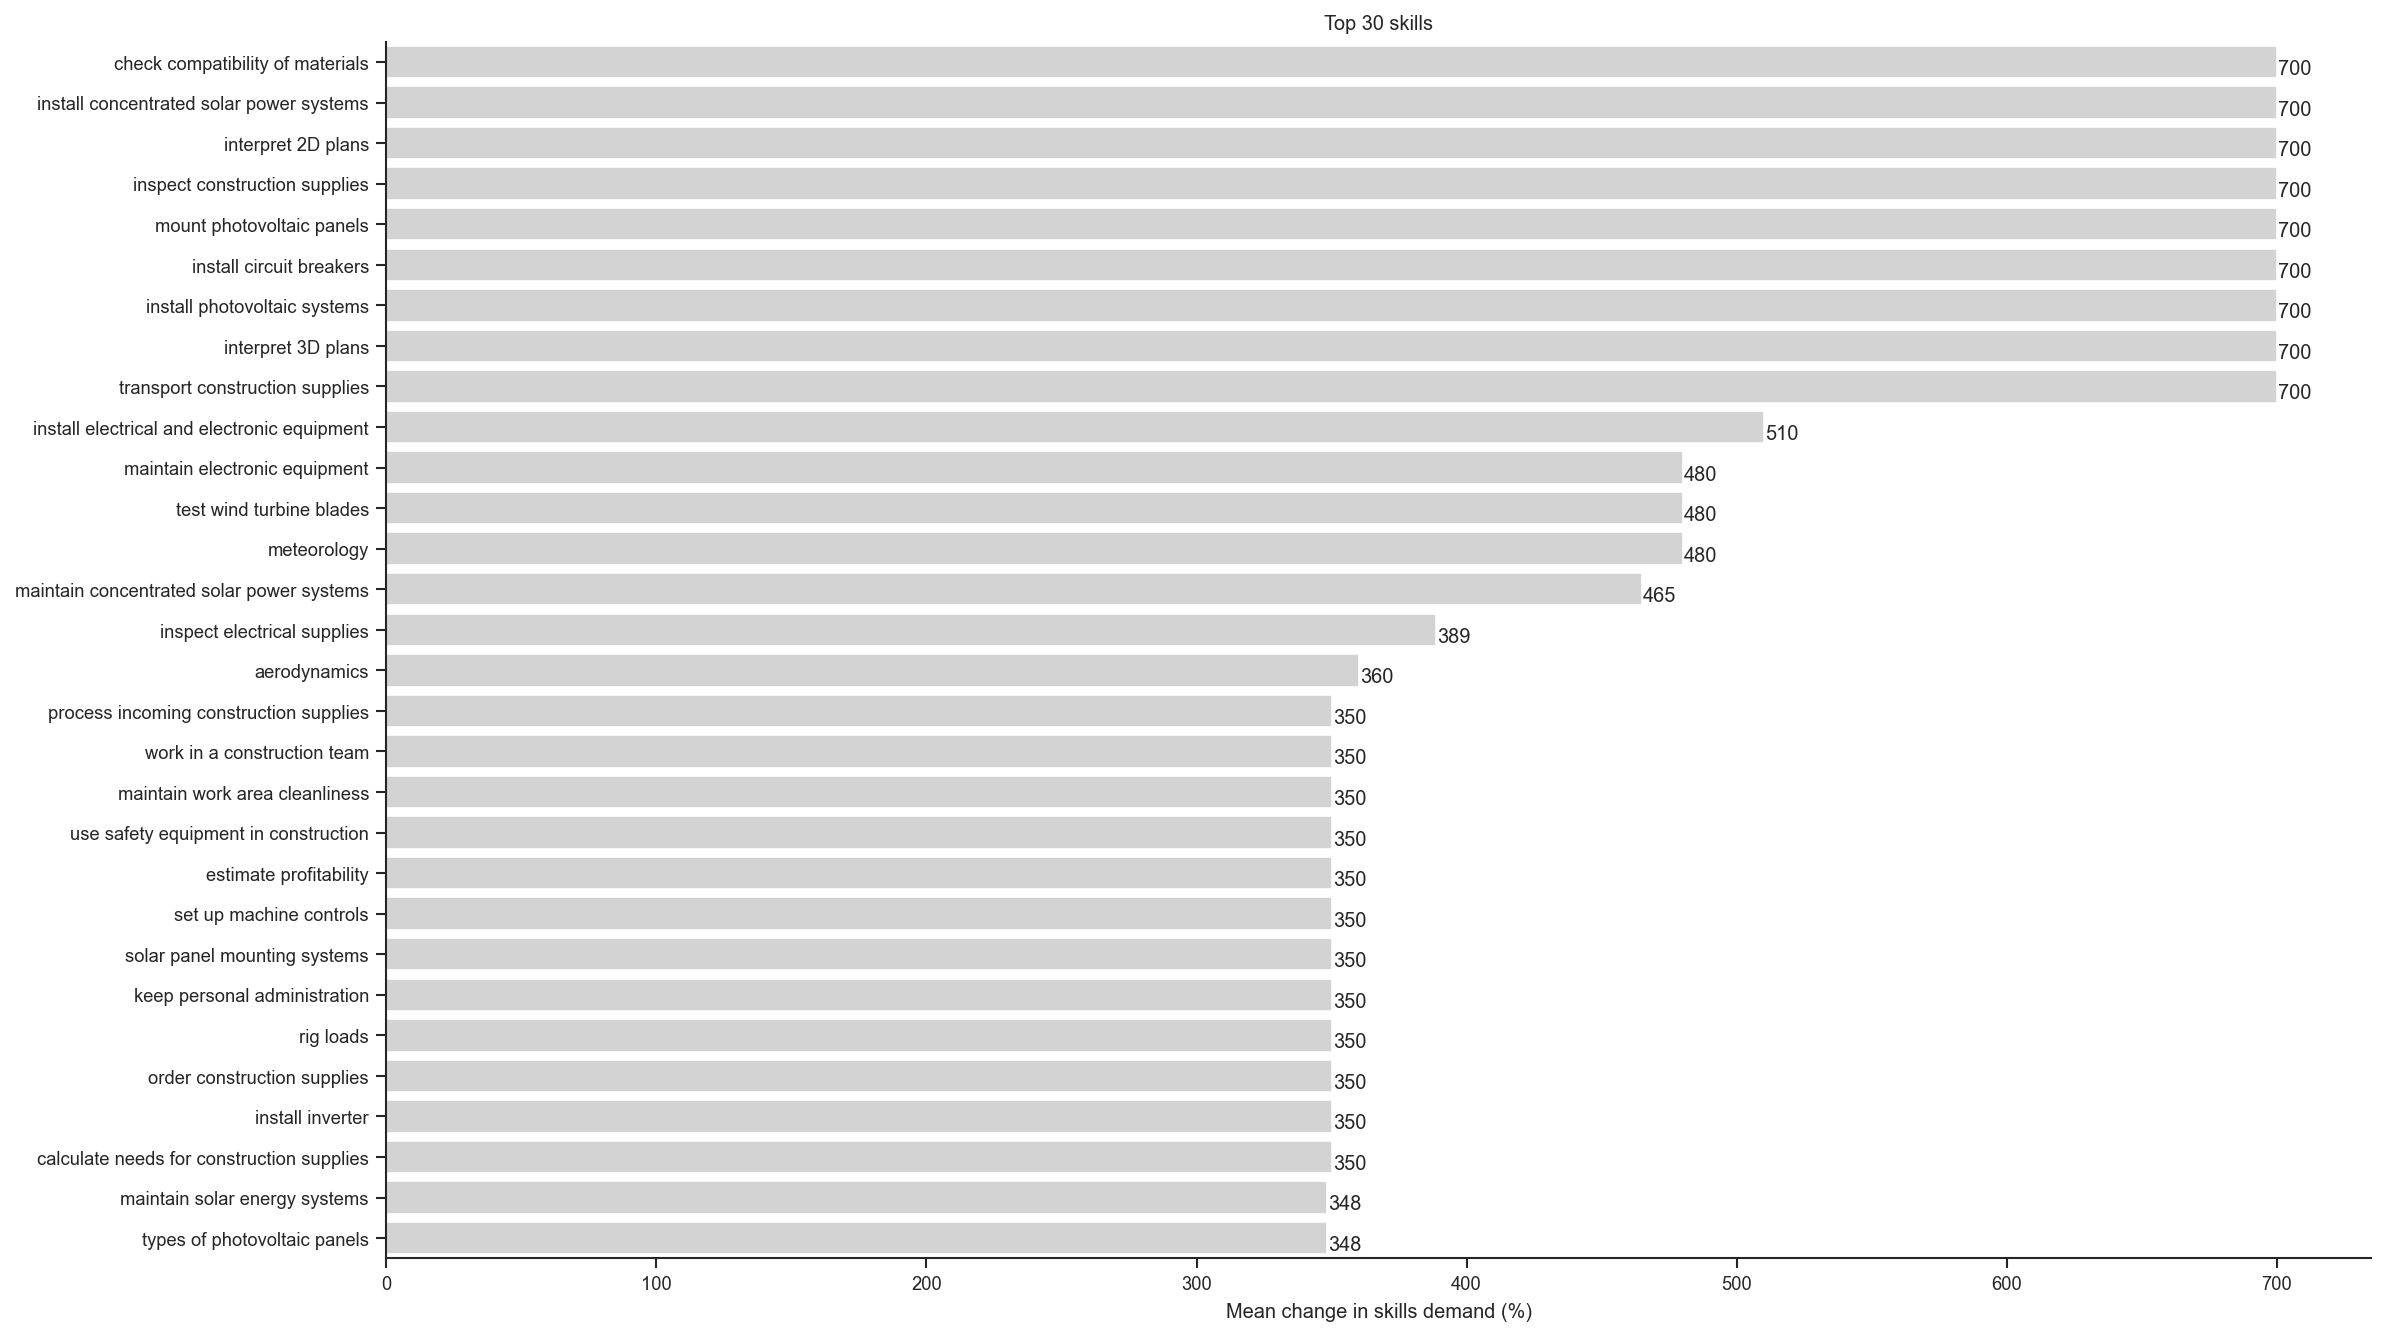 Top 30 skills
check compatibility of materials 700
install concentrated solar power systems 700
interpret 2D plans 700
inspect construction supplies 700
mount photovoltaic panels 700
install circuit breakers 700
install photovoltaic systems 700
interpret 3D plans 700
transport construction supplies 700
install electrical and electronic equipment 510
maintain electronic equipment 480
test wind turbine blades 480
meteorology 480
maintain concentrated solar power systems 465
inspect electrical supplies 389
aerodynamics 360
process incoming construction supplies 350
work in a construction team 350
maintain work area cleanliness 350
use safety equipment in construction 350
estimate profitability 350
set up machine controls 350
solar panel mounting systems 350
keep personal administration 350
rig loads 350
order construction supplies 350
install inverter 350
calculate needs for construction supplies 350
maintain solar energy systems 348
types of photovoltaic panels 348
0 100 200 300 400 500 600 700
Mean change in skills demand (%)